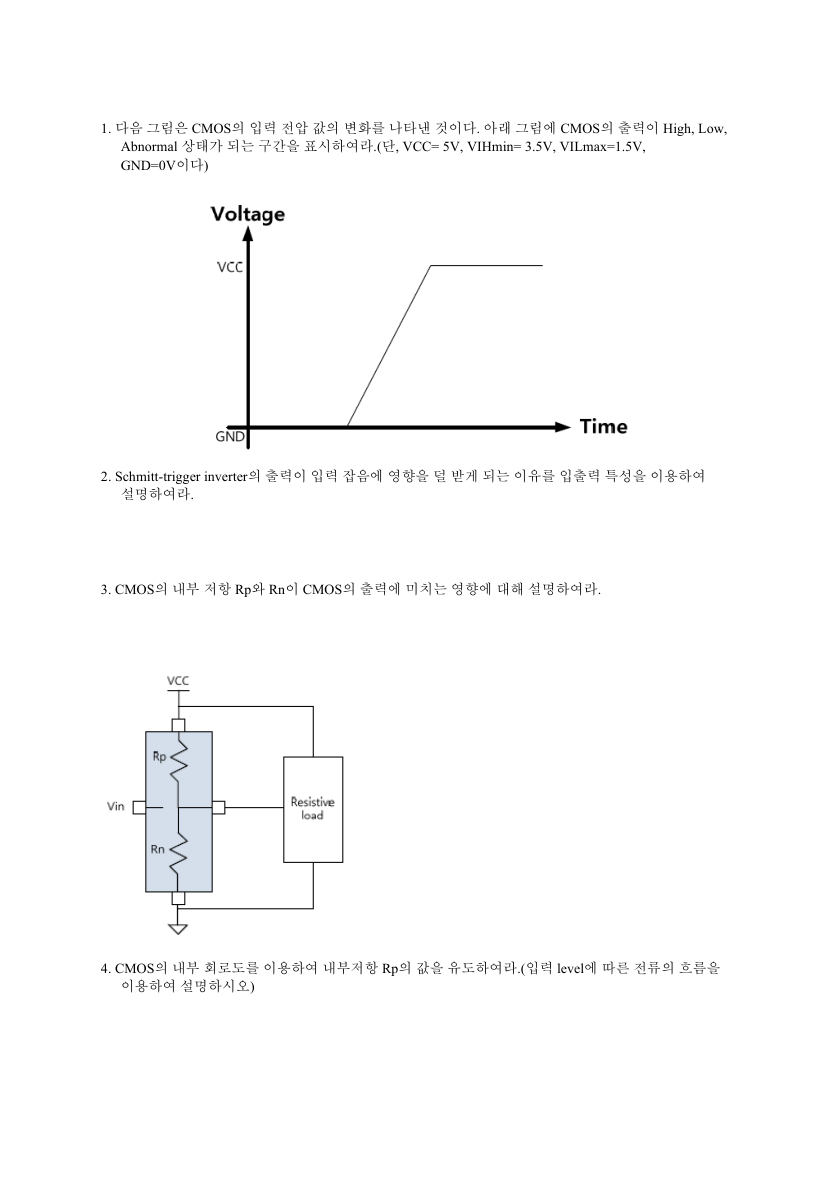 1. 다음 그림은 CMOS의 입력 전압 값의 변화를 나타낸 것이다. 아래 그림에 CMOS의 출력이 High, Low,
Abnormal 상태가 되는 구간을 표시하여라.(단, VCC= 5V, VIHmin= 3.5V, VILmax=1.5V,
GND=0V이다)
Voltage
VCC
GND
Time
2. Schmitt-trigger inverter의 출력이 입력 잡음에 영향을 덜 받게 되는 이유를 입출력 특성을 이용하여
설명하여라.
3. CMOS의 내부 저항 Rp와 Rn이 CMOS의 출력에 미치는 영향에 대해 설명하여라.
VCC
Rp
Vin
Resistive
load
Rn
4. CMOS의 내부 회로도를 이용하여 내부저항 Rp의 값을 유도하여라.(입력 level에 따른 전류의 흐름을
이용하여 설명하시오)